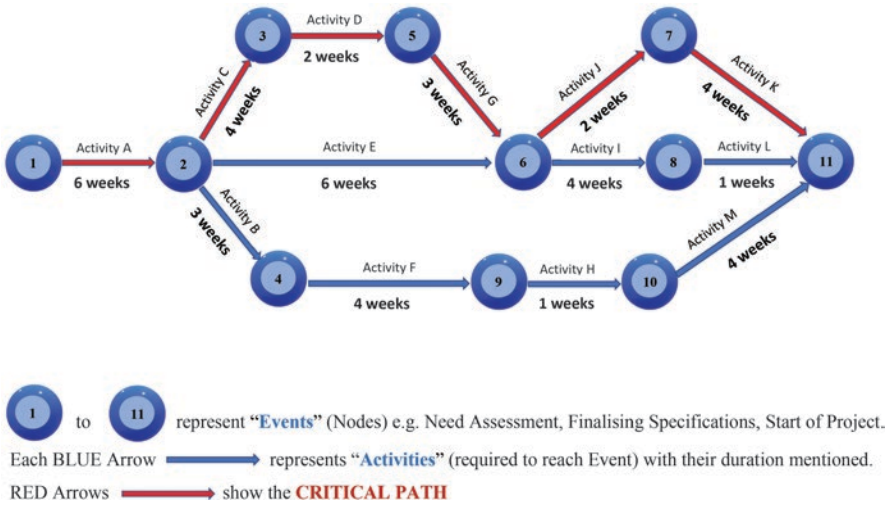 3
Activity D
2 weeks
5
7
Activity C
4 weeks
Activity G
3 weeks
Activity J
2 weeks
Activity K
4 weeks
1
Activity A
6 weeks
2
Activity E
6 weeks
6
Activity I
4 weeks
8
Activity L
1 weeks
11
Activity B
3 weeks
Activity M
4 weeks
4
Activity F
4 weeks
9
Activity H
1 weeks
10
1 to 11 represent “Events” (Nodes) e.g. Need Assessment, Finalising Specifications, Start of Project.
Each BLUE Arrow represents “Activities” (required to reach Event) with their duration mentioned.
RED Arrows show the CRITICAL PATH